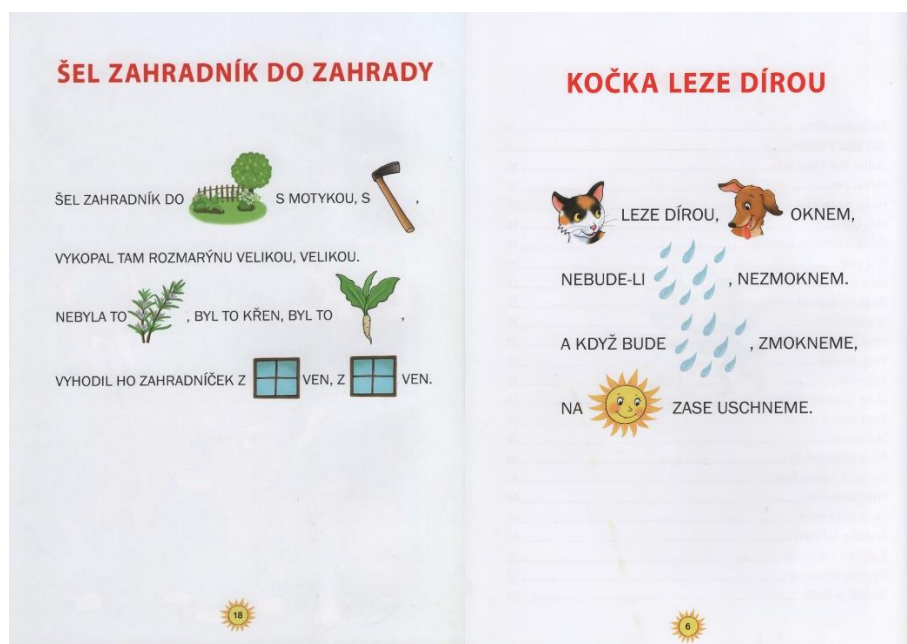 ŠEL ZAHRADNÍK DO ZAHRADY
ŠEL ZAHRADNÍK DO S MOTYKOU, S ,
VYKOPAL TAM ROZMARÝNU VELIKOU, VELIKOU.
NEBYLA TO , BYL TO KŘEN, BYL TO ,
VYHODIL HO ZAHRADNÍČEK Z VEN, Z VEN.
18
KOČKA LEZE DÍROU
LEZE DÍROU, OKNEM,
NEBUDE-LI , NEZMOKNEM.
A KDYŽ BUDE , ZMOKNEME,
NA ZASE USCHNEME.
6